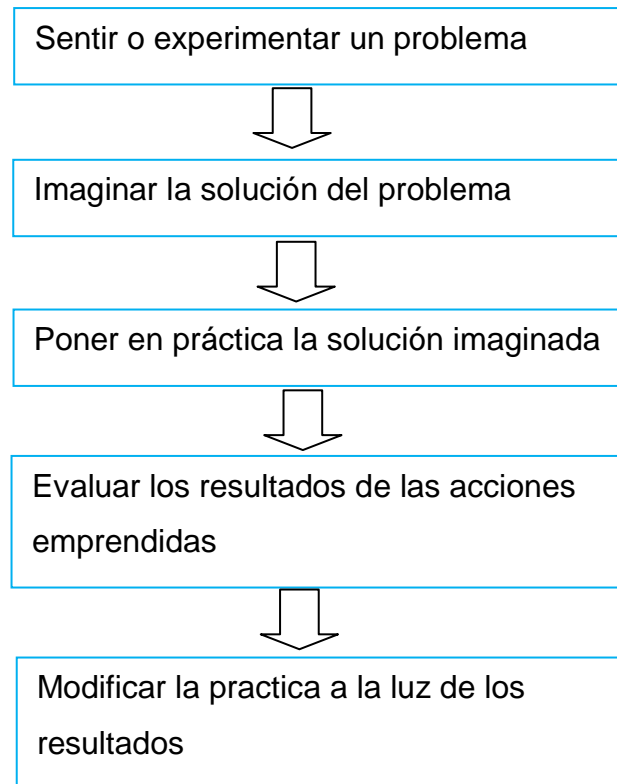 Sentir o experimentar un problema
Imaginar la solución del problema
Poner en práctica la solución imaginada
Evaluar los resultados de las acciones
emprendidas
Modificar la practica a la luz de los
resultados